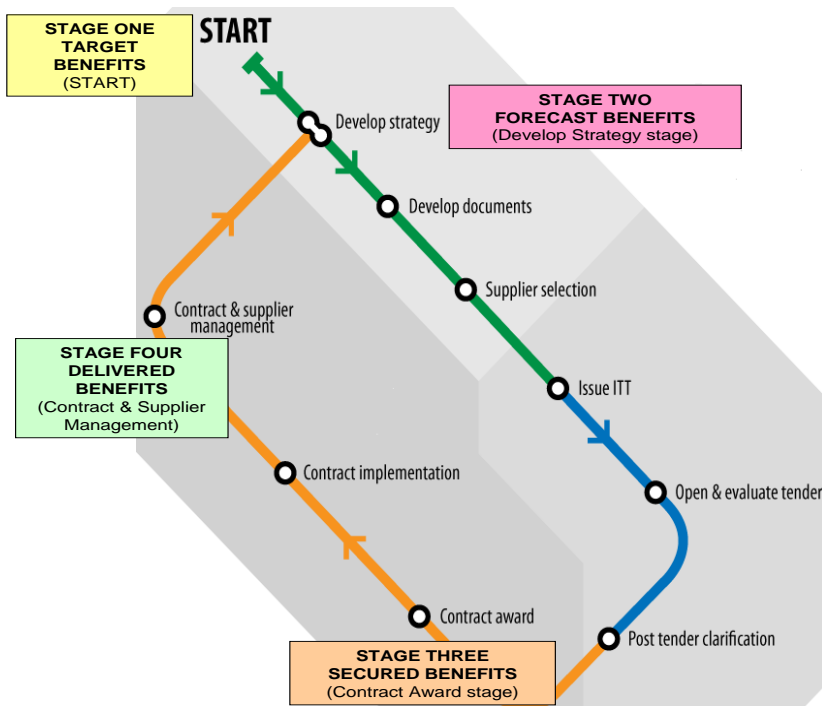 STAGE ONE
TARGET
BENEFITS
(START)
START
STAGE TWO
FORECAST BENEFITS
(Develop Strategy stage)
Develop strategy
Develop documents
Supplier selection
Issue ITT
Open & evaluate tender
Post tender clarification
STAGE THREE
SECURED BENEFITS
(Contract Award stage)
Contract award
Contract implementation
STAGE FOUR
DELIVERED
BENEFITS
(Contract & Supplier
Management)
Contract & supplier
management